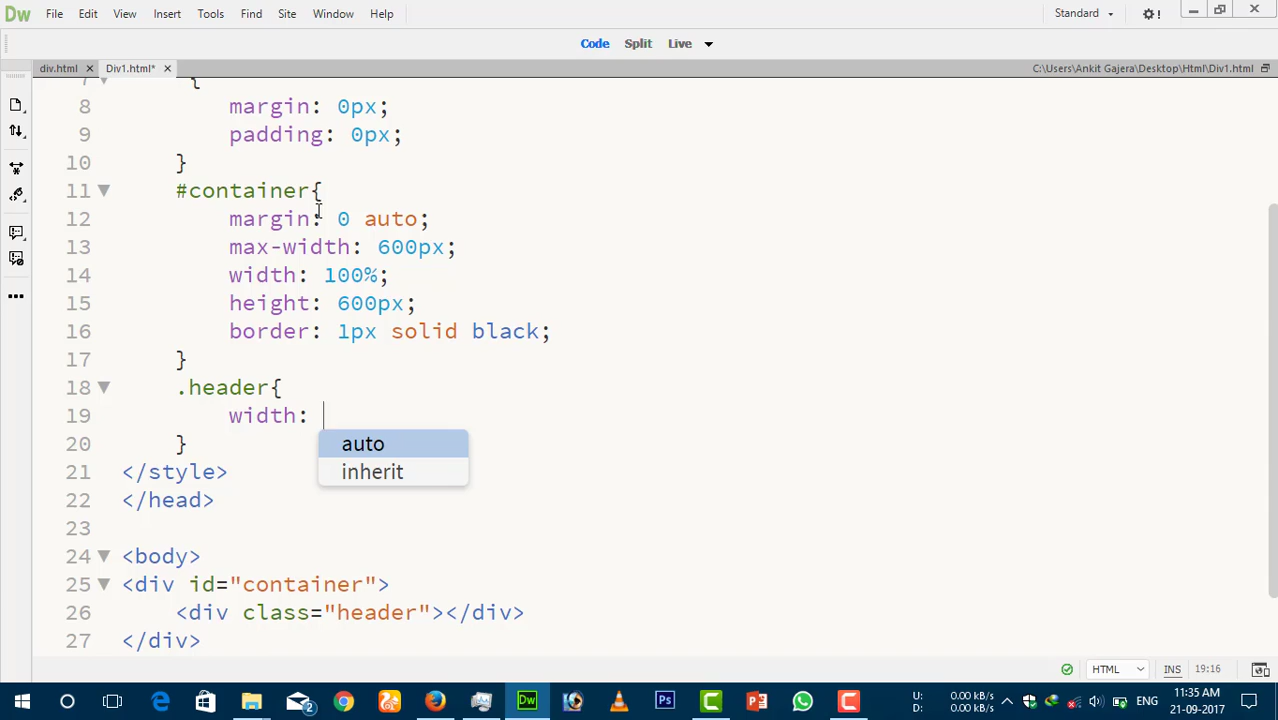 Dw File Edit View Insert Tools Find Site Window Help Standard
Code Split Live
div.html Div1.html* C:\Users\Ankit Gajera\Desktop\Html\Div1.html
7 {
8 margin: 0px;
9 padding: 0px;
10 }
11 #container{
12 margin: 0 auto;
13 max-width: 600px;
14 width: 100%;
15 height: 600px;
16 border: 1px solid black;
17 }
18 .header{
19 width:
auto
20 }
inherit
21 </style>
22 </head>
23
24 <body>
25 <div id="container">
26 <div class="header"></div>
27 </div>
HTML INS 19:16
2 Dw Ps U: 0.00 kB/s ENG 11:35 AM
D: 0.00 kB/s 21-09-2017